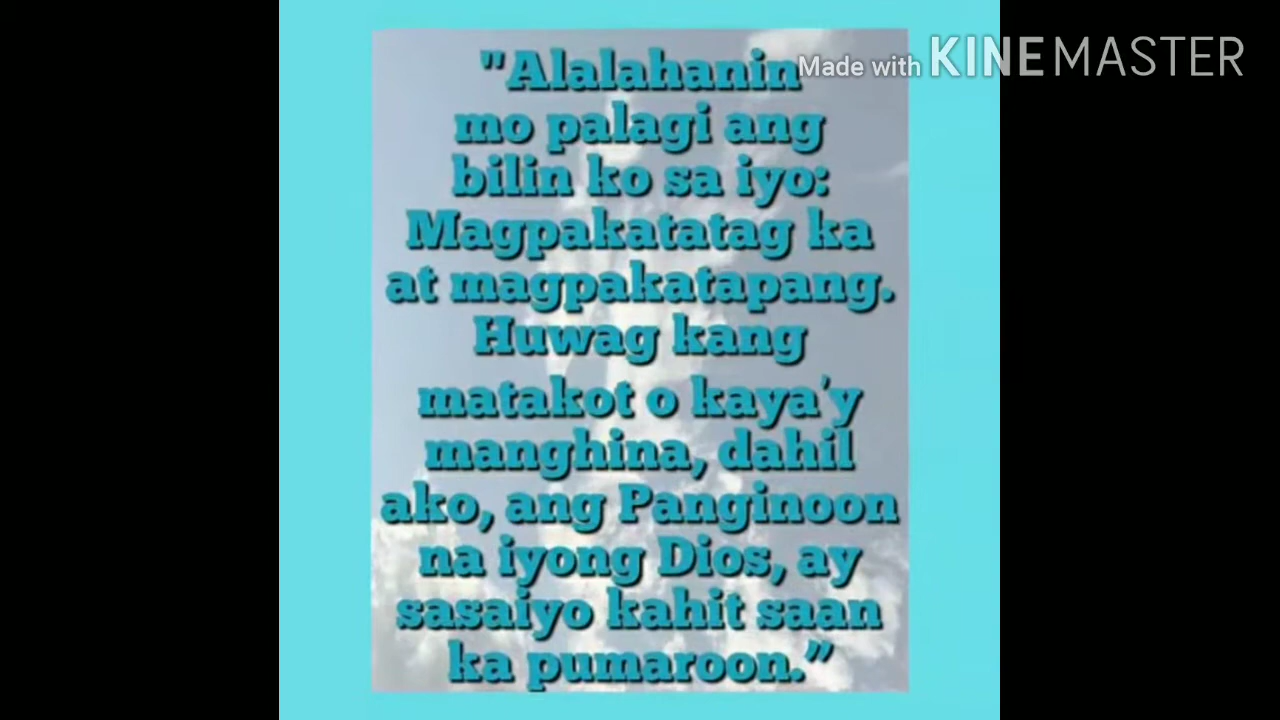 Made with KINEMASTER
"Alalahanin
mo palagi ang
bilin ko sa iyo:
Magpakatatag ka
at magpakatapang.
Huwag kang
matakot o kaya'y
manghina, dahil
ako, ang Panginoon
na iyong Dios, ay
sasaiyo kahit saan
ka pumaroon.”